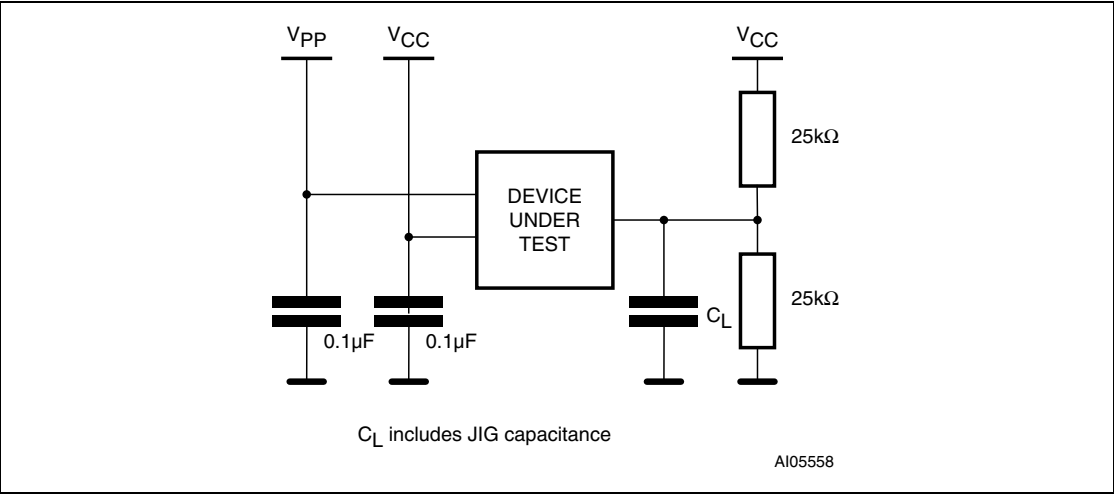 VPP
VCC
VCC
25kΩ
DEVICE
UNDER
TEST
25kΩ
CL
0.1µF
0.1µF
CL includes JIG capacitance
AI05558